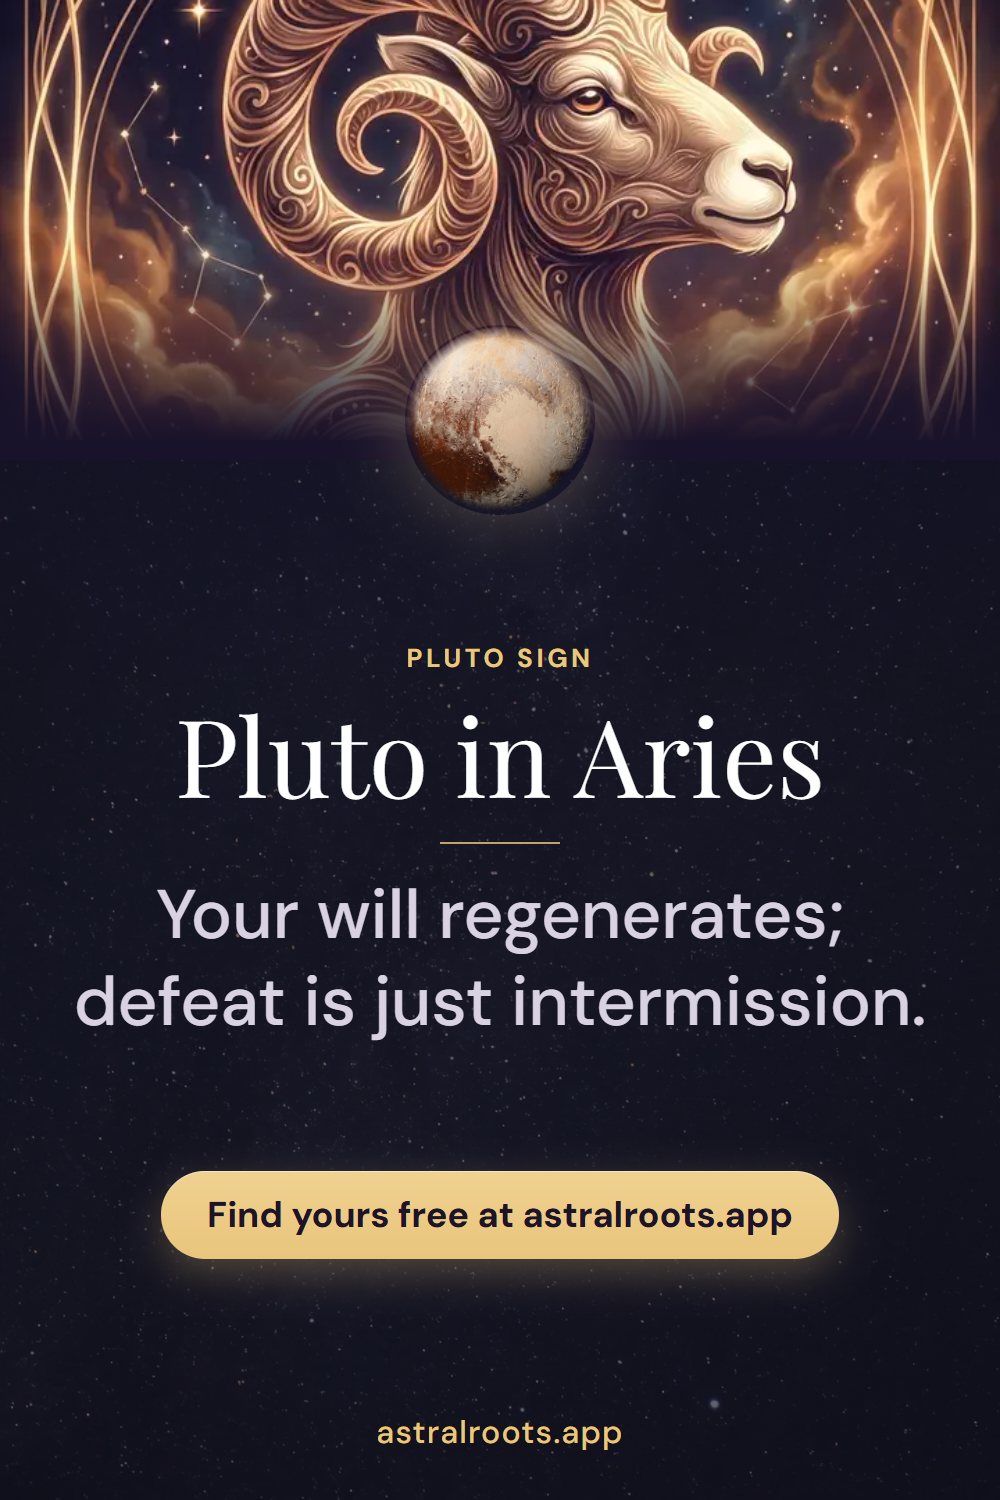 PLUTO SIGN
Pluto in Aries
Your will regenerates;
defeat is just intermission.
Find yours free at astralroots.app
astralroots.app